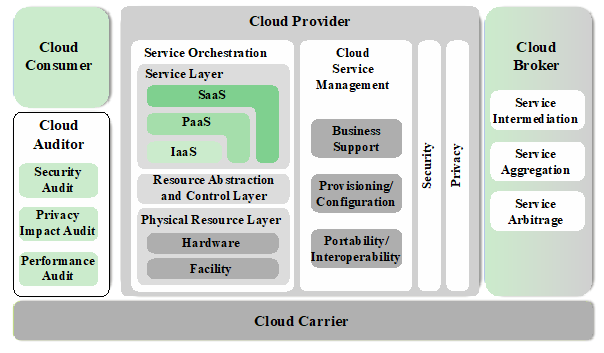 Cloud
Consumer
Cloud
Auditor
Security
Audit
Privacy
Impact Audit
Performance
Audit
Cloud Provider
Service Orchestration
Service Layer
SaaS
PaaS
IaaS
Resource Abstraction
and Control Layer
Physical Resource Layer
Hardware
Facility
Cloud
Service
Management
Business
Support
Provisioning/
Configuration
Portability/
Interoperability
Security
Privacy
Cloud
Broker
Service
Intermediation
Service
Aggregation
Service
Arbitrage
Cloud Carrier